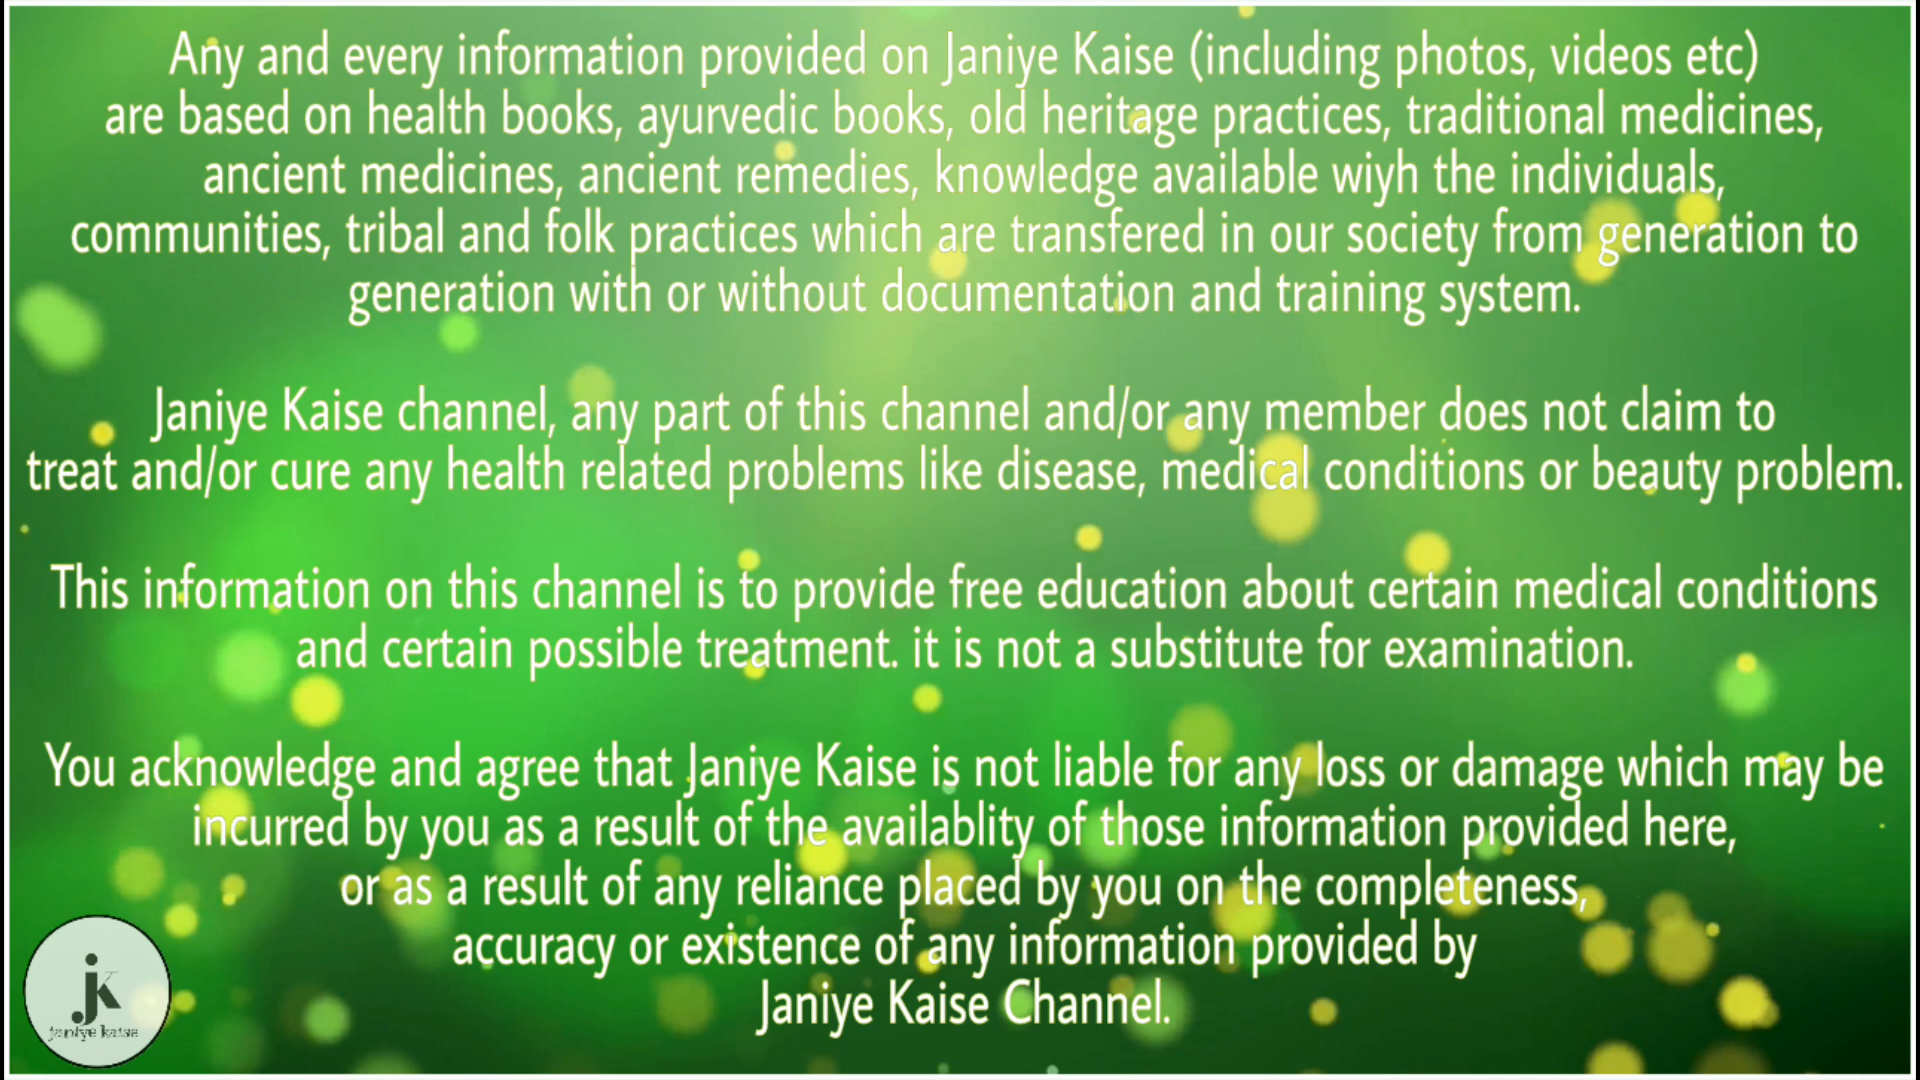 Any and every information provided on Janiye Kaise (including photos, videos etc)
are based on health books, ayurvedic books, old heritage practices, traditional medicines,
ancient medicines, ancient remedies, knowledge available wiyh the individuals,
communities, tribal and folk practices which are transfered in our society from generation to
generation with or without documentation and training system.
Janiye Kaise channel, any part of this channel and/or any member does not claim to
treat and/or cure any health related problems like disease, medical conditions or beauty problem.
This information on this channel is to provide free education about certain medical conditions
and certain possible treatment. it is not a substitute for examination.
You acknowledge and agree that Janiye Kaise is not liable for any loss or damage which may be
incurred by you as a result of the availablity of those information provided here,
or as a result of any reliance placed by you on the completeness,
accuracy or existence of any information provided by
Janiye Kaise Channel.
jk
janiye kaise